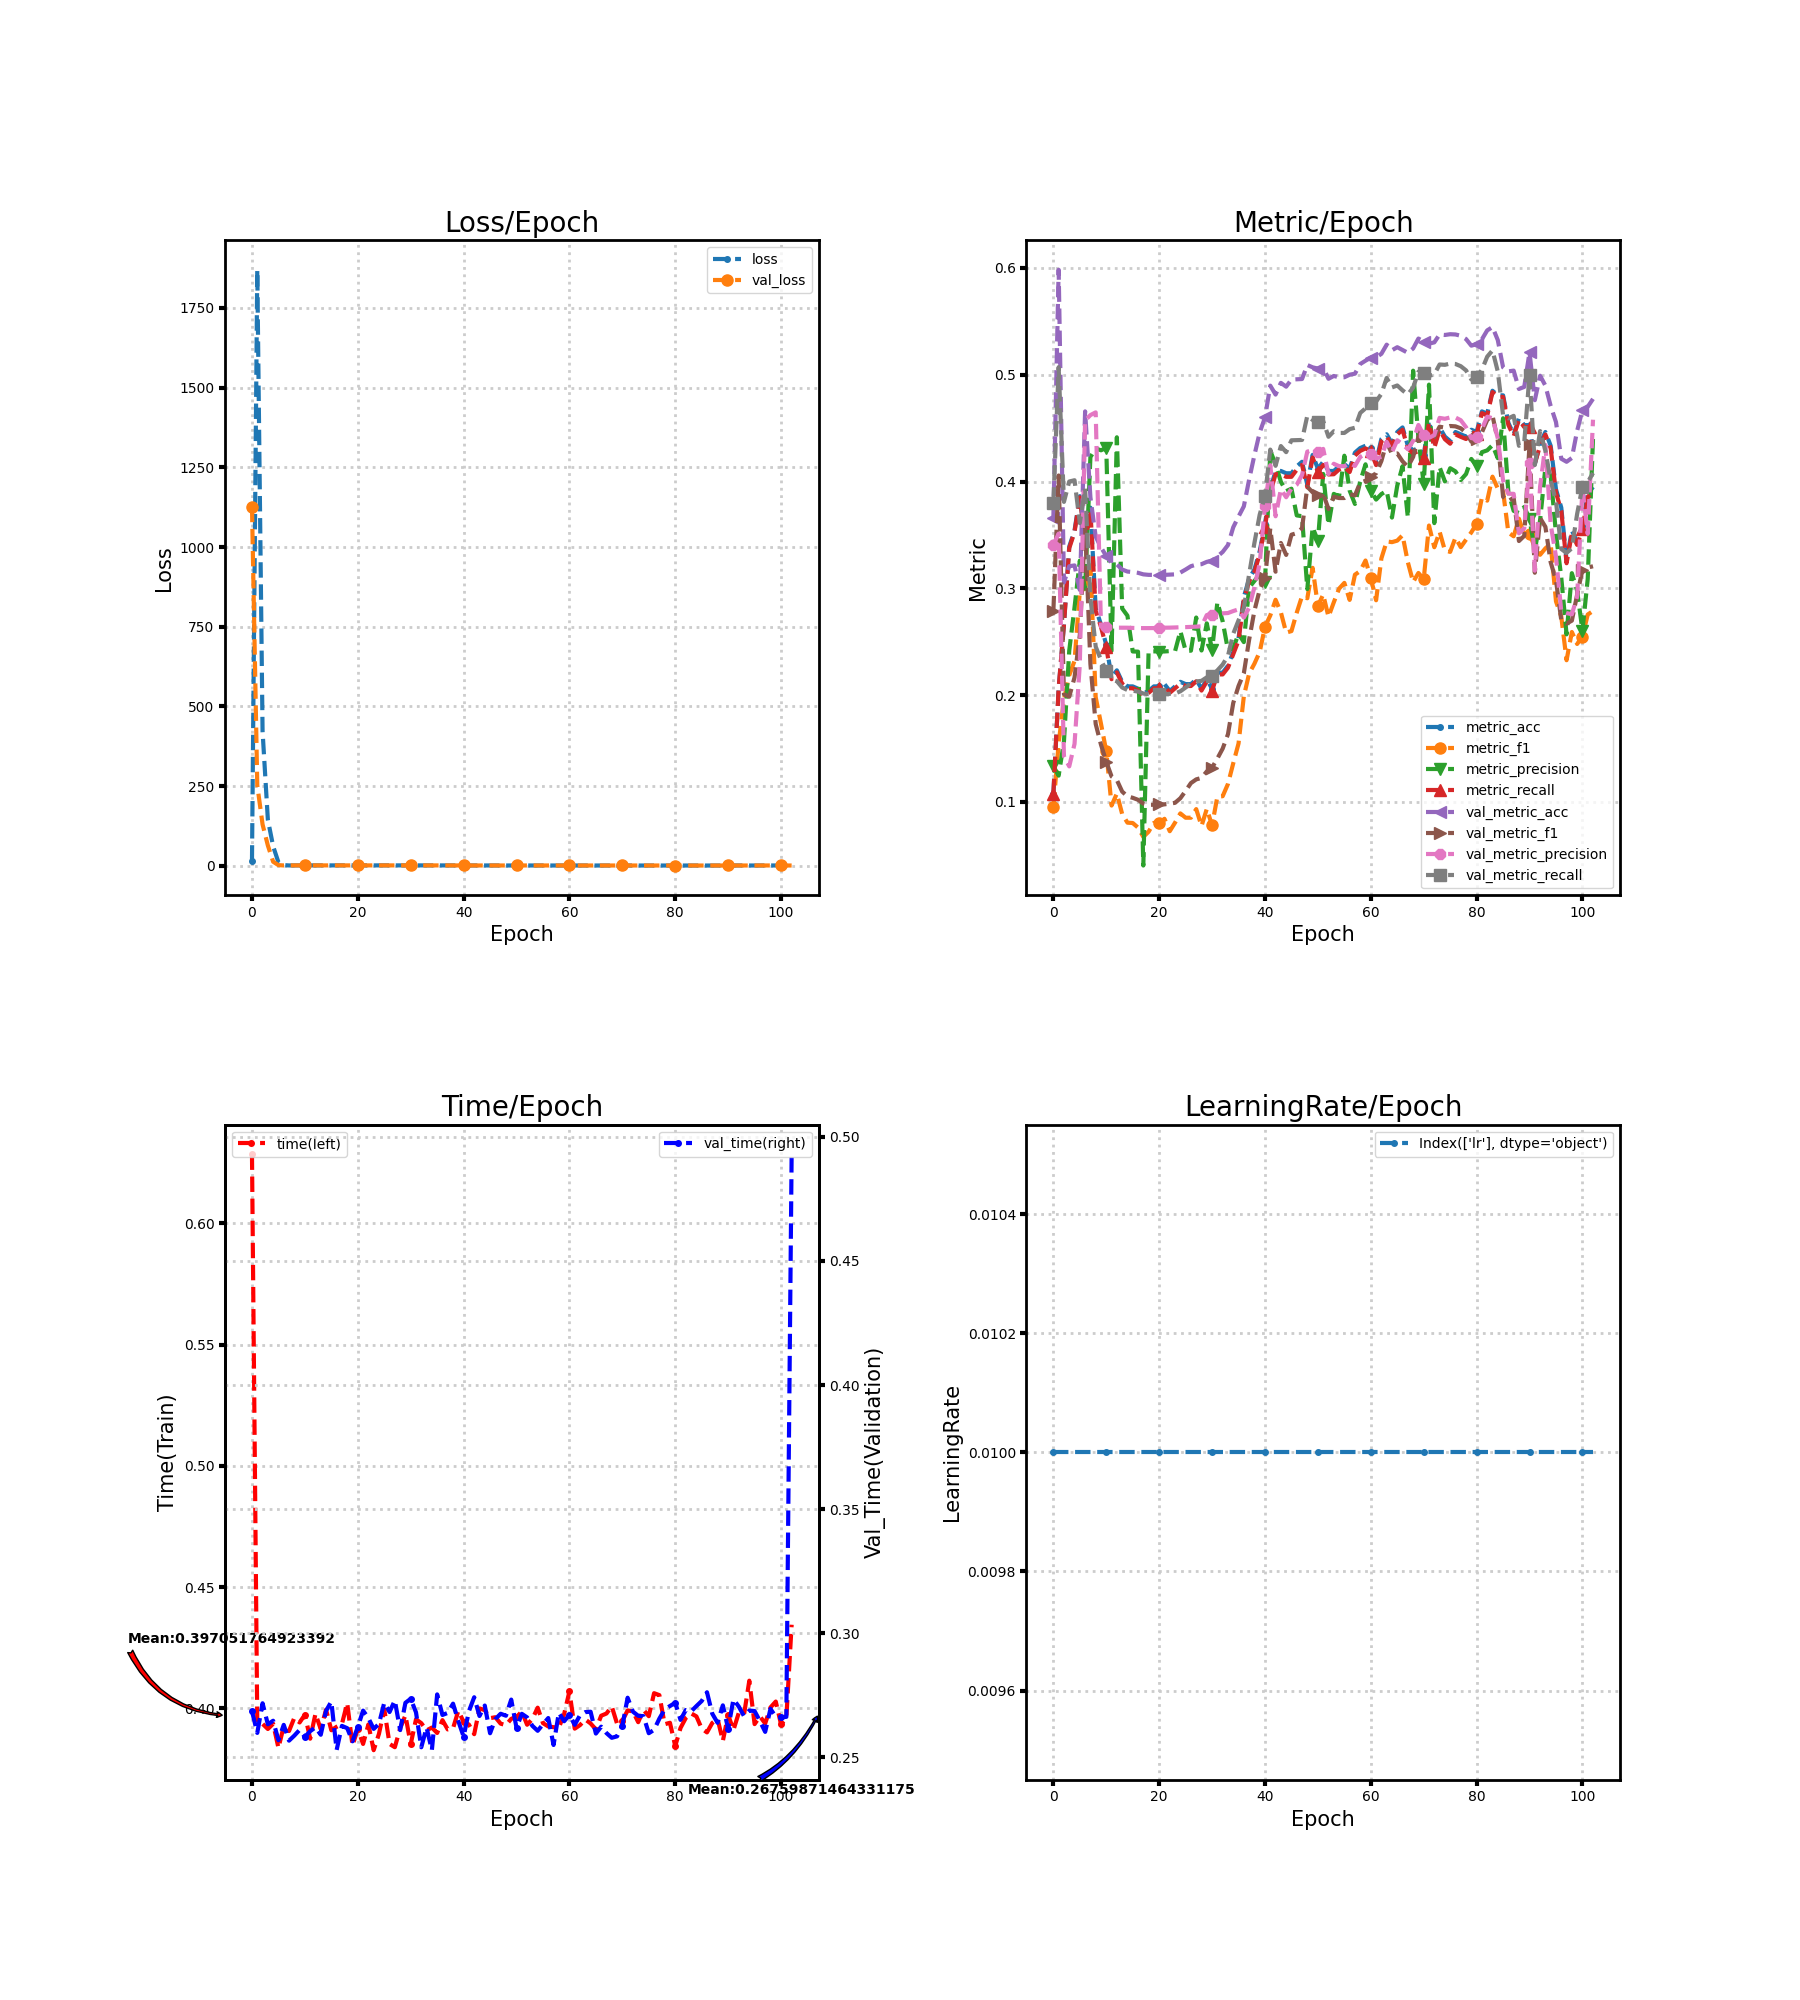 Loss/Epoch
Loss
1750
1500
1250
1000
750
500
250
0
0 20 40 60 80 100
Epoch
loss
val_loss
Metric/Epoch
Metric
0.6
0.5
0.4
0.3
0.2
0.1
0 20 40 60 80 100
Epoch
metric_acc
metric_f1
metric_precision
metric_recall
val_metric_acc
val_metric_f1
val_metric_precision
val_metric_recall
Time/Epoch
Time(Train)
0.60
0.55
0.50
0.45
0.40
time(left)
val_time(right)
0.50
0.45
0.40
0.35
0.30
0.25
Val_Time(Validation)
Mean:0.397051764923392
Mean:0.26759871464331175
0 20 40 60 80 100
Epoch
LearningRate/Epoch
LearningRate
0.0104
0.0102
0.0100
0.0098
0.0096
Index(['lr'], dtype='object')
0 20 40 60 80 100
Epoch